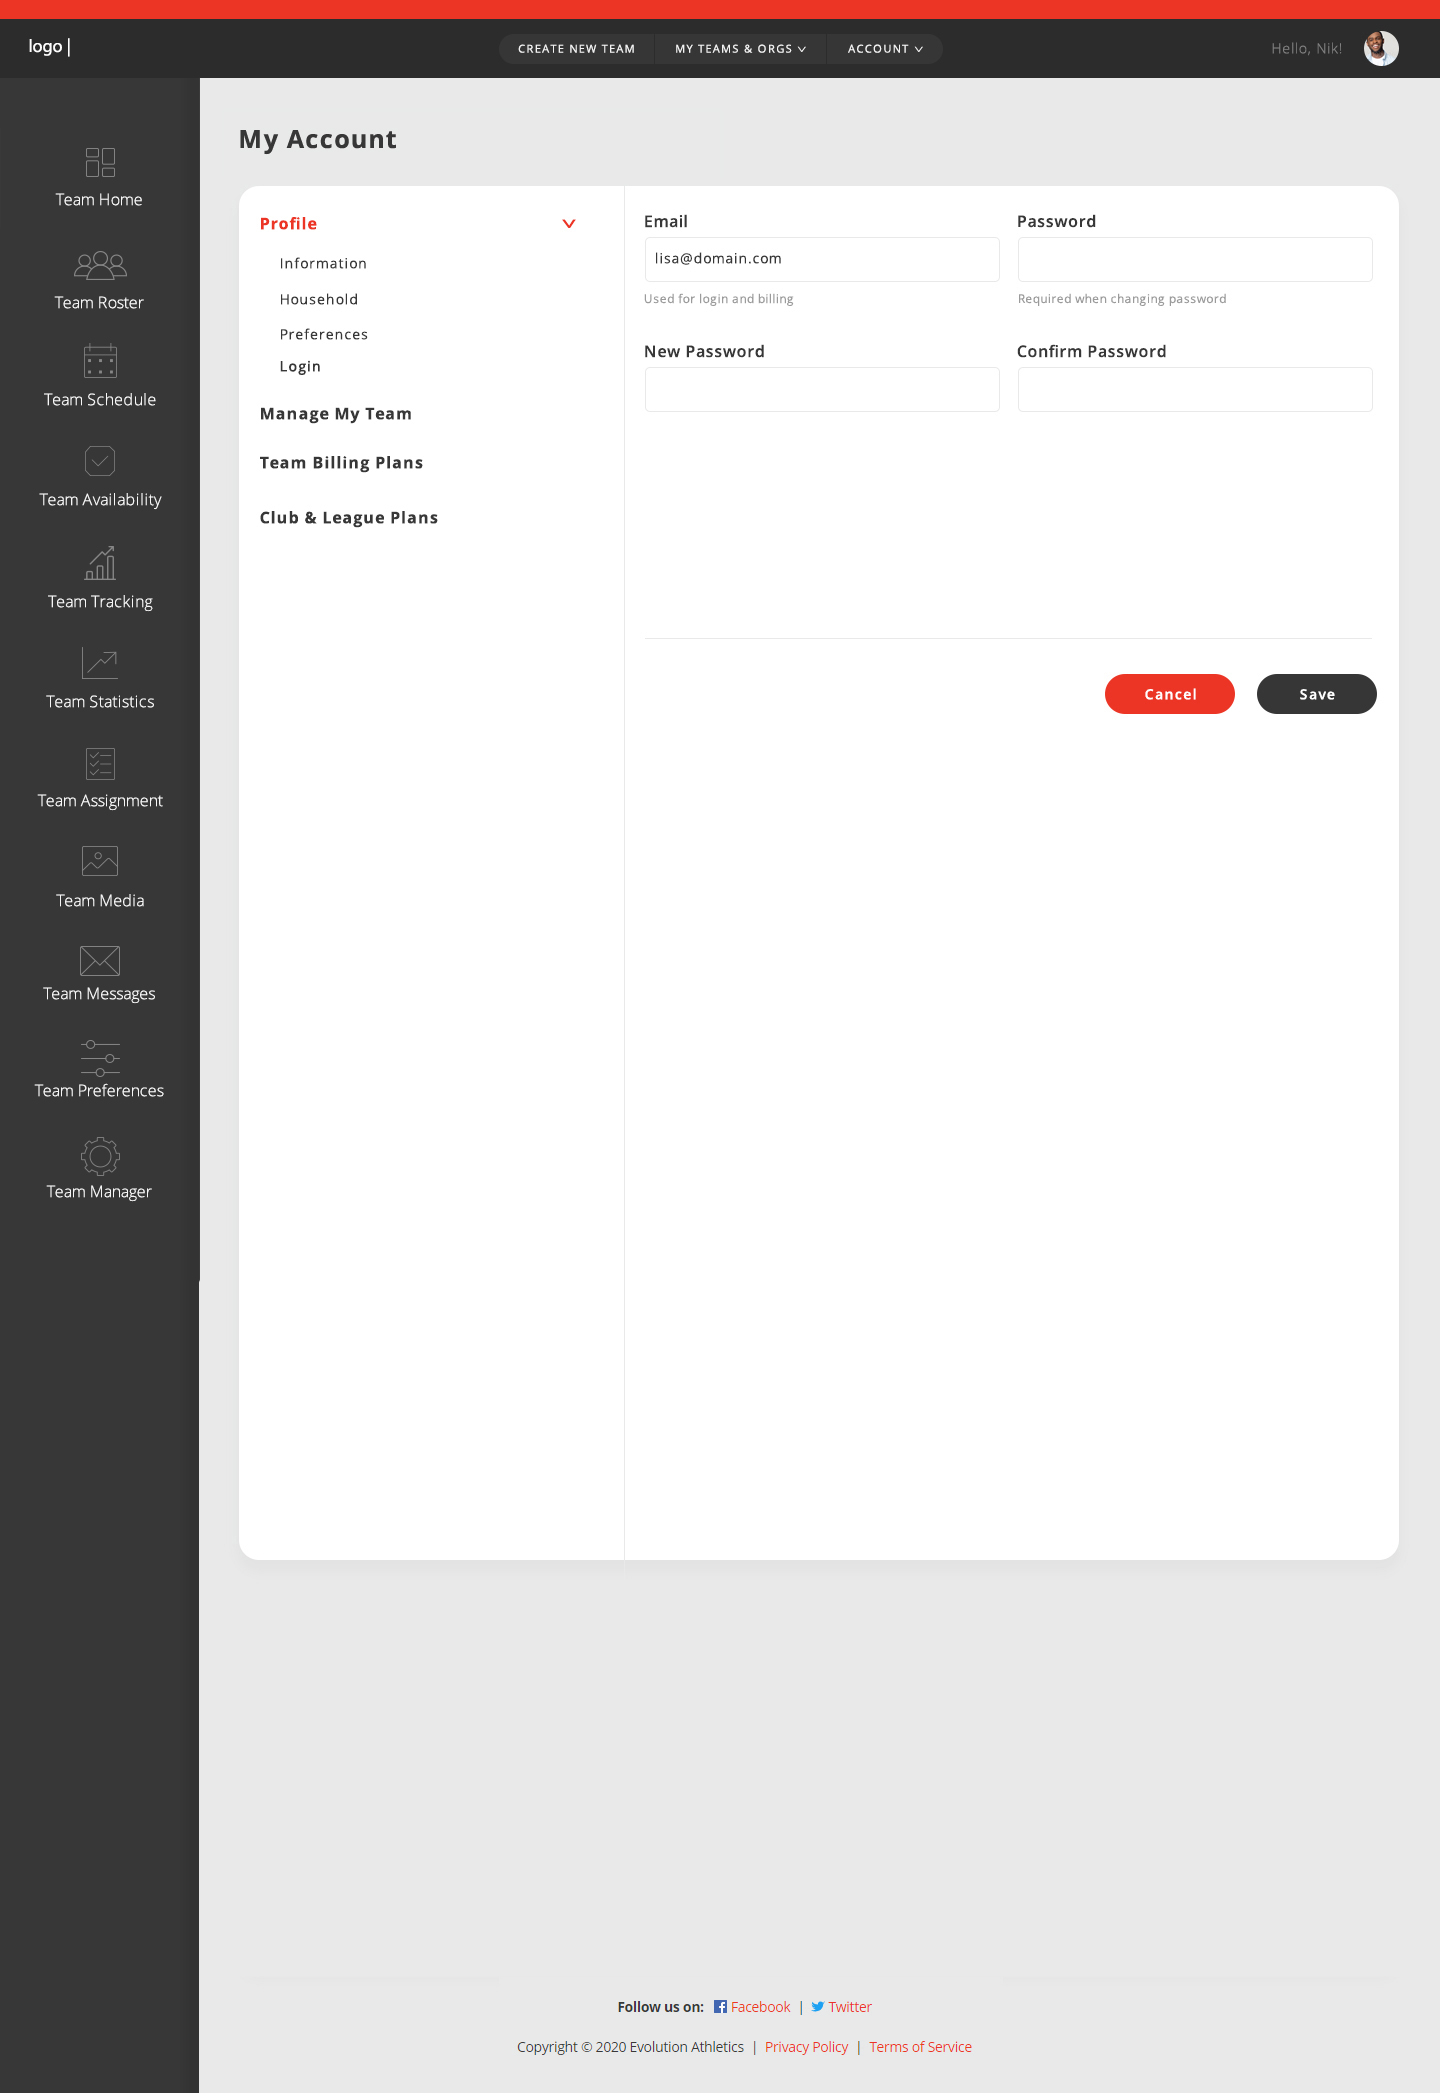 logo |
CREATE NEW TEAM
MY TEAMS & ORGS
ACCOUNT
Hello, Nik!
Team Home
Team Roster
Team Schedule
Team Availability
Team Tracking
Team Statistics
Team Assignment
Team Media
Team Messages
Team Preferences
Team Manager
My Account
Profile
Information
Household
Preferences
Login
Manage My Team
Team Billing Plans
Club & League Plans
Email
lisa@domain.com
Used for login and billing
Password
Required when changing password
New Password
Confirm Password
Cancel
Save
Follow us on: Facebook | Twitter
Copyright © 2020 Evolution Athletics | Privacy Policy | Terms of Service